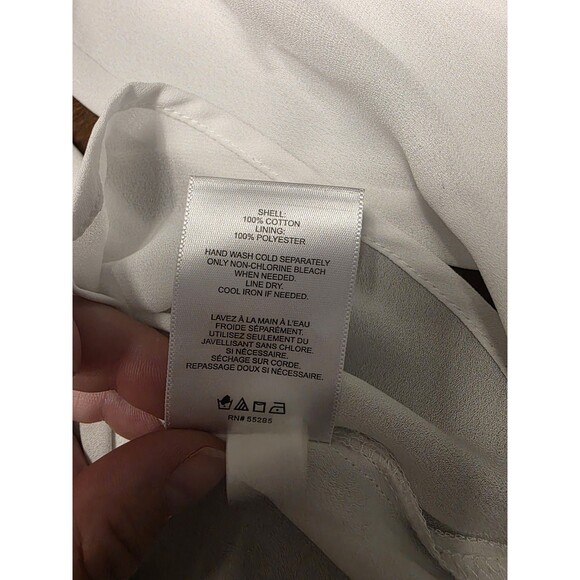 SHELL:
100% COTTON
LINING:
100% POLYESTER
HAND WASH COLD SEPARATELY
ONLY NON-CHLORINE BLEACH
WHEN NEEDED.
LINE DRY.
COOL IRON IF NEEDED.
LAVEZ À LA MAIN À L'EAU
FROIDE SÉPARÉMENT.
UTILISEZ SEULEMENT DU
JAVELLISANT SANS CHLORE.
SI NÉCESSAIRE.
SÉCHAGE SUR CORDE.
REPASSAGE DOUX SI NÉCESSAIRE.
RN# 55285